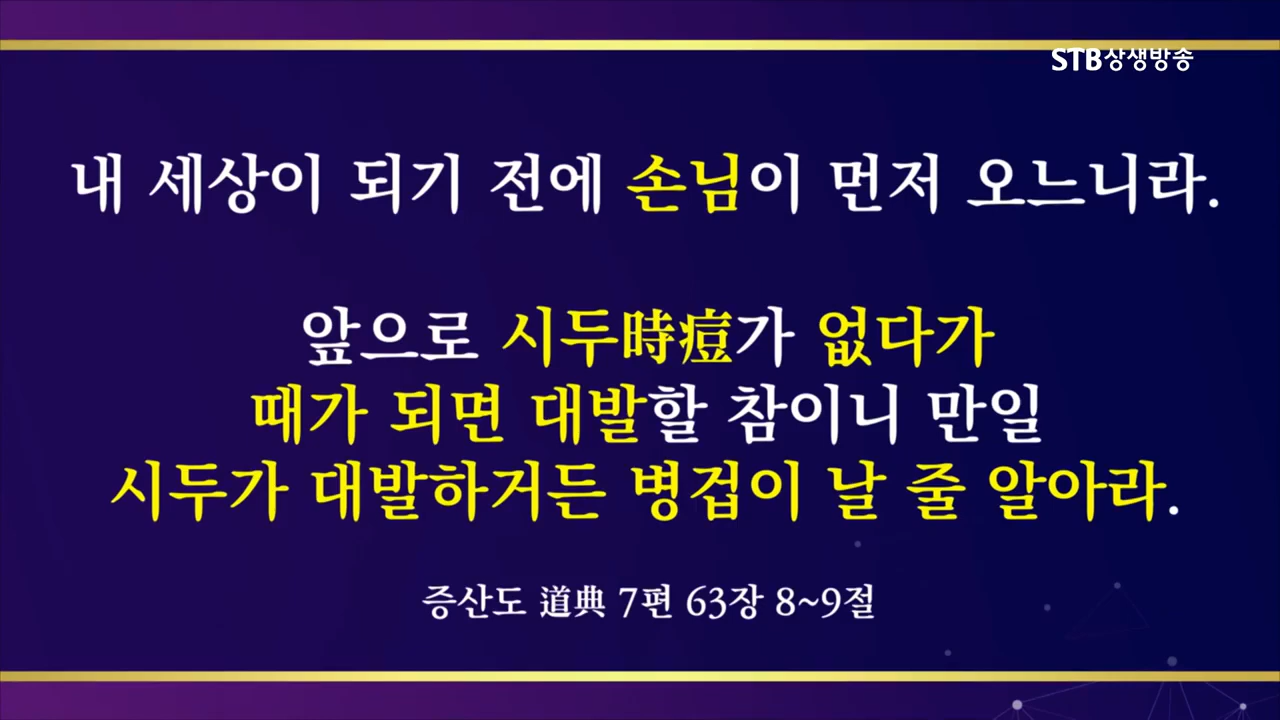 STB상생방송
내 세상이 되기 전에 손님이 먼저 오느니라.
앞으로 시두時痘가 없다가
때가 되면 대발할 참이니 만일
시두가 대발하거든 병겁이 날 줄 알아라.
증산도 道典 7편 63장 8~9절